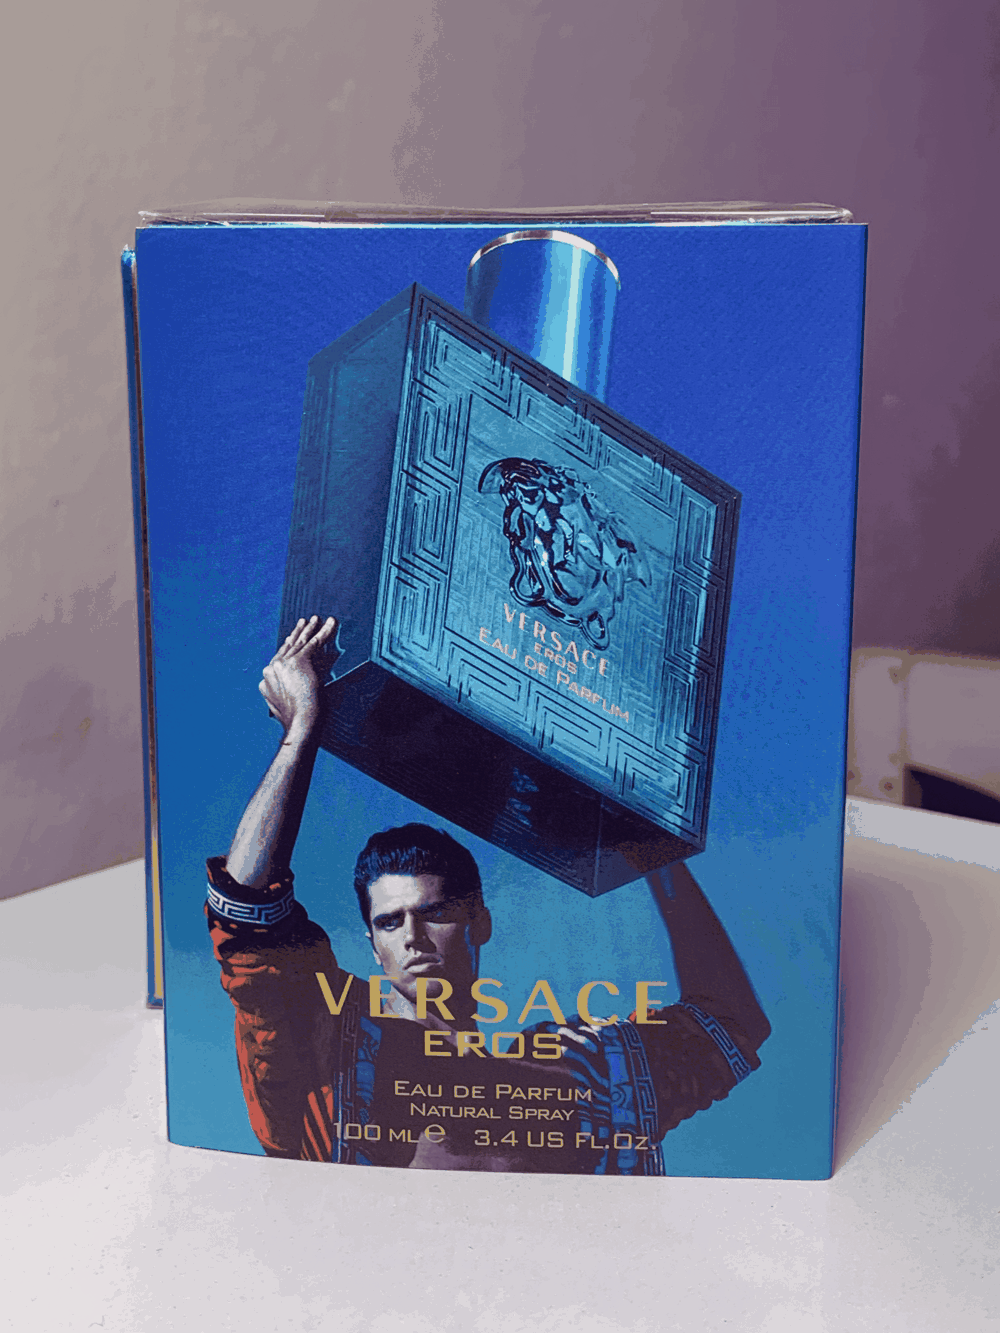 VERSACE
EROS
EAU DE PARFUM
VERSACE
EROS
EAU DE PARFUM
NATURAL SPRAY
100 ML℮ 3.4 US FL.OZ.